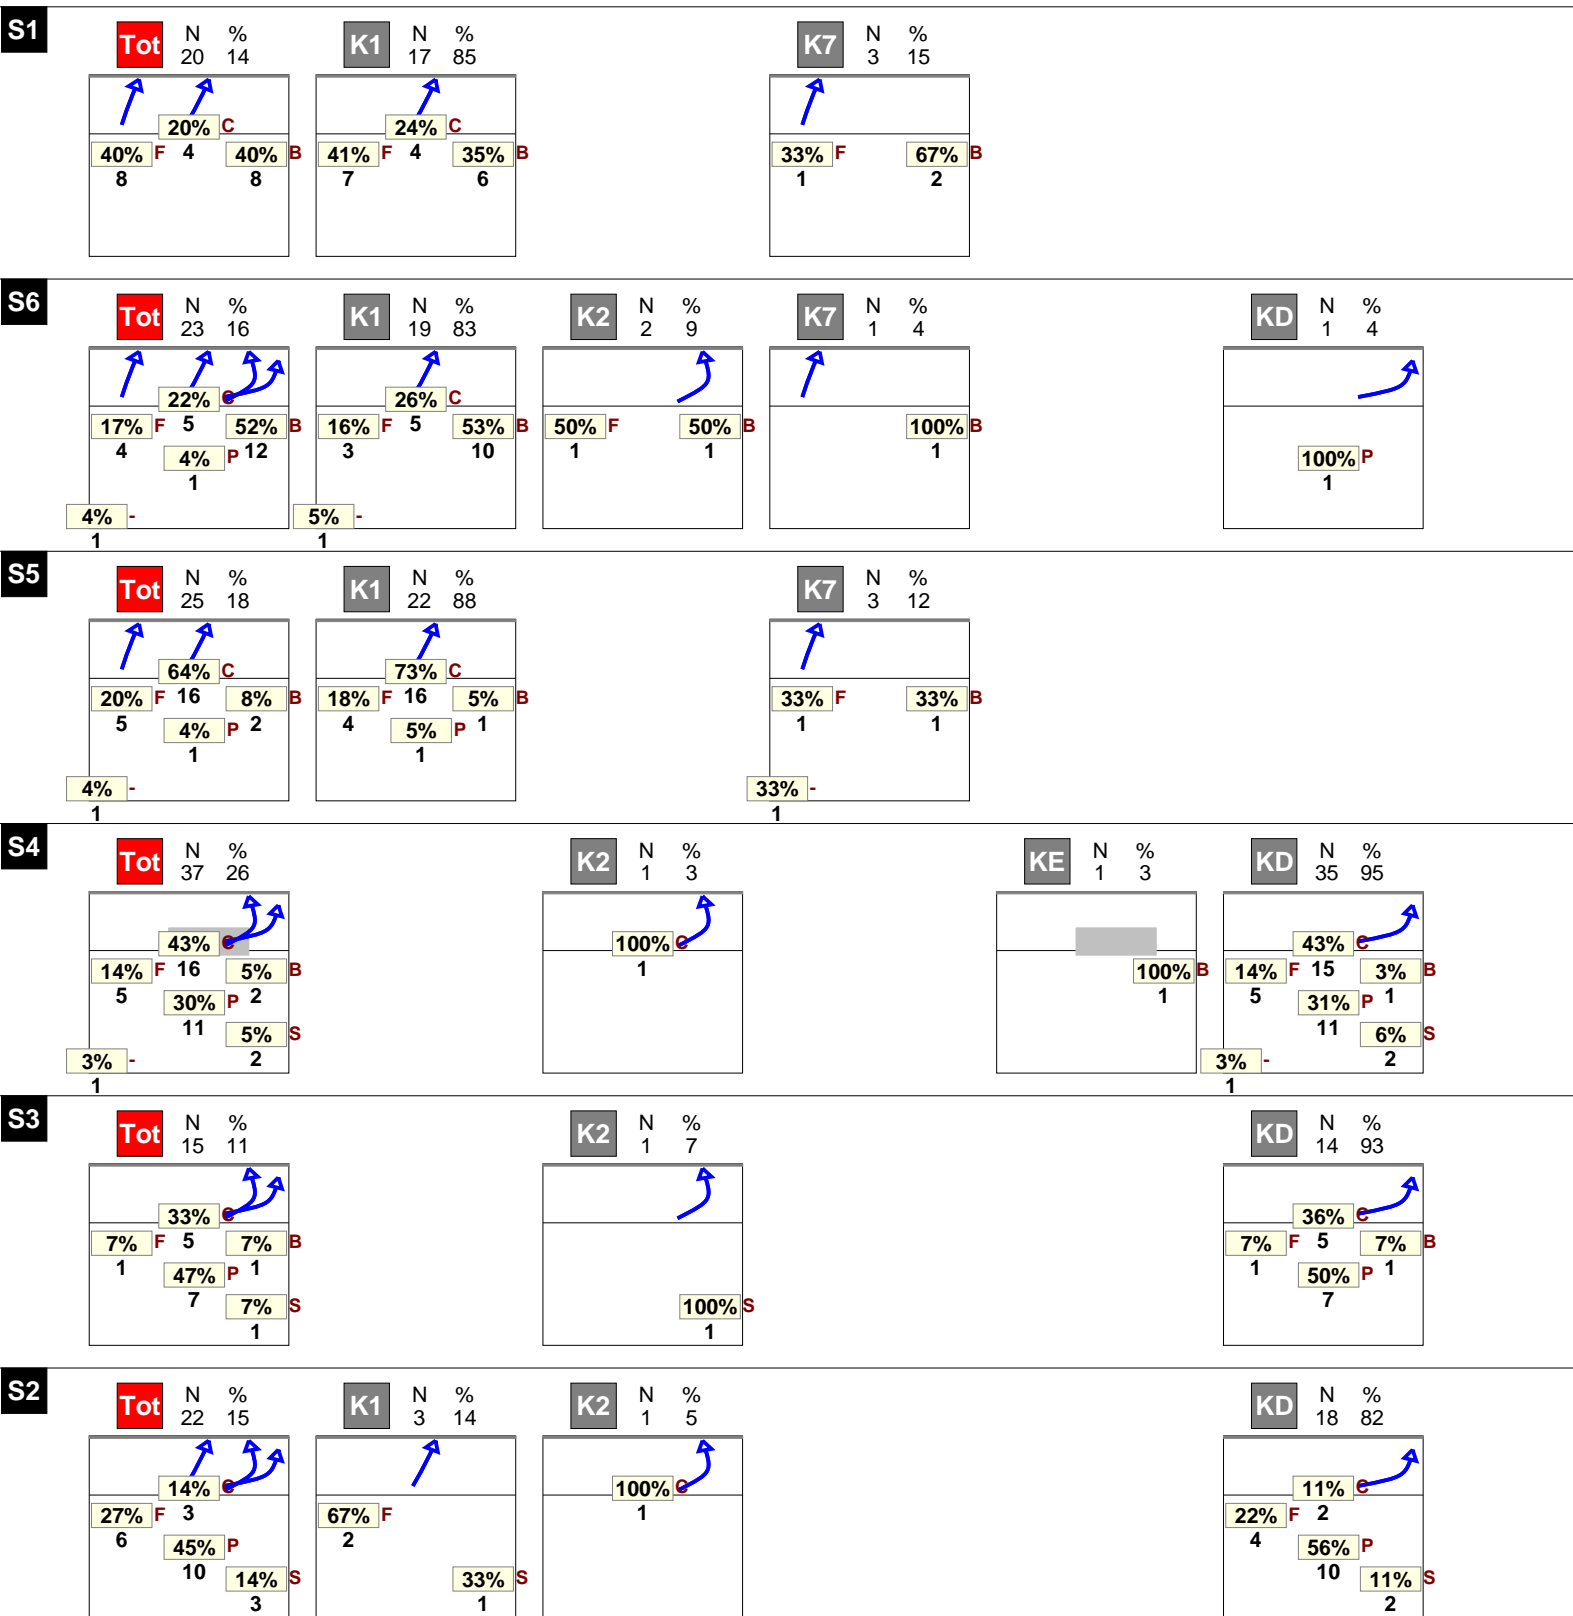 S1
Tot N % K1 N % K7 N %
20 14 17 85 3 15
20% C 24% C
40% F 4 40% B 41% F 4 35% B 33% F 67% B
8 8 7 6 1 2
S6
Tot N % K1 N % K2 N % K7 N % KD N %
23 16 19 83 2 9 1 4 1 4
22% C 26% C
17% F 5 52% B 16% F 5 53% B 50% F 50% B 100% B
4 4% P 12 3 10 1 1 1 100% P
1 1
4% - 5% -
1 1
S5
Tot N % K1 N % K7 N %
25 18 22 88 3 12
64% C 73% C
20% F 16 8% B 18% F 16 5% B 33% F 33% B
5 4% P 2 4 5% P 1 1 1
1 1
4% - 33% -
1 1
S4
Tot N % K2 N % KE N % KD N %
37 26 1 3 1 3 35 95
43% C 100% C 43% C
14% F 16 5% B 1 100% B 14% F 15 3% B
5 30% P 2 1 5 31% P 1
11 5% S 11 6% S
2 2
3% - 3% -
1 1
S3
Tot N % K2 N % KD N %
15 11 1 7 14 93
33% C 36% C
7% F 5 7% B 7% F 5 7% B
1 47% P 1 1 50% P 1
7 7% S 100% S 7
1 1
S2
Tot N % K1 N % K2 N % KD N %
22 15 3 14 1 5 18 82
14% C 100% C 11% C
27% F 3 67% F 1 22% F 2
6 45% P 2 4 56% P
10 14% S 33% S 10 11% S
3 1 2